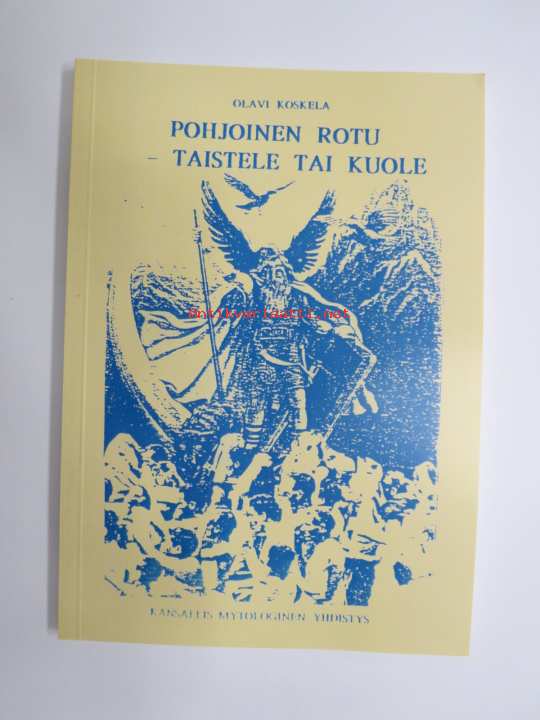 OLAVI KOSKELA
POHJOINEN ROTU
– TAISTELE TAI KUOLE
Antikvariaatti.net
KANSALLIS-MYTOLOGINEN YHDISTYS